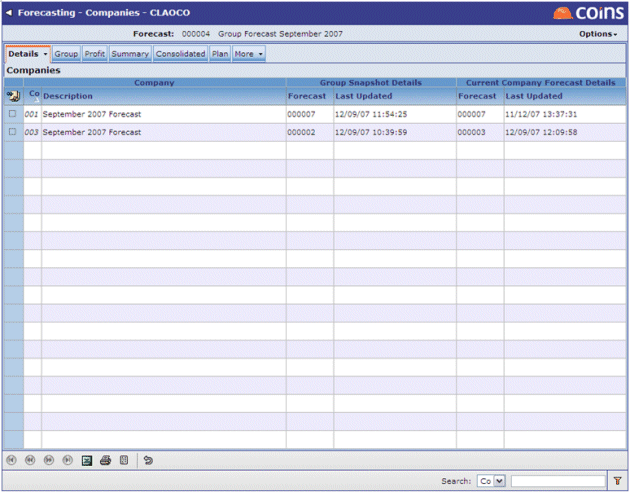 Forecasting - Companies - CLAOCO
COINS
Forecast: 000004 Group Forecast September 2007 Options
Details Group Profit Summary Consolidated Plan More
Companies
Company Group Snapshot Details Current Company Forecast Details
Co Description Forecast Last Updated Forecast Last Updated
001 September 2007 Forecast 000007 12/09/07 11:54:25 000007 11/12/07 13:37:31
003 September 2007 Forecast 000002 12/09/07 10:39:59 000003 12/09/07 12:09:58
Search: Co